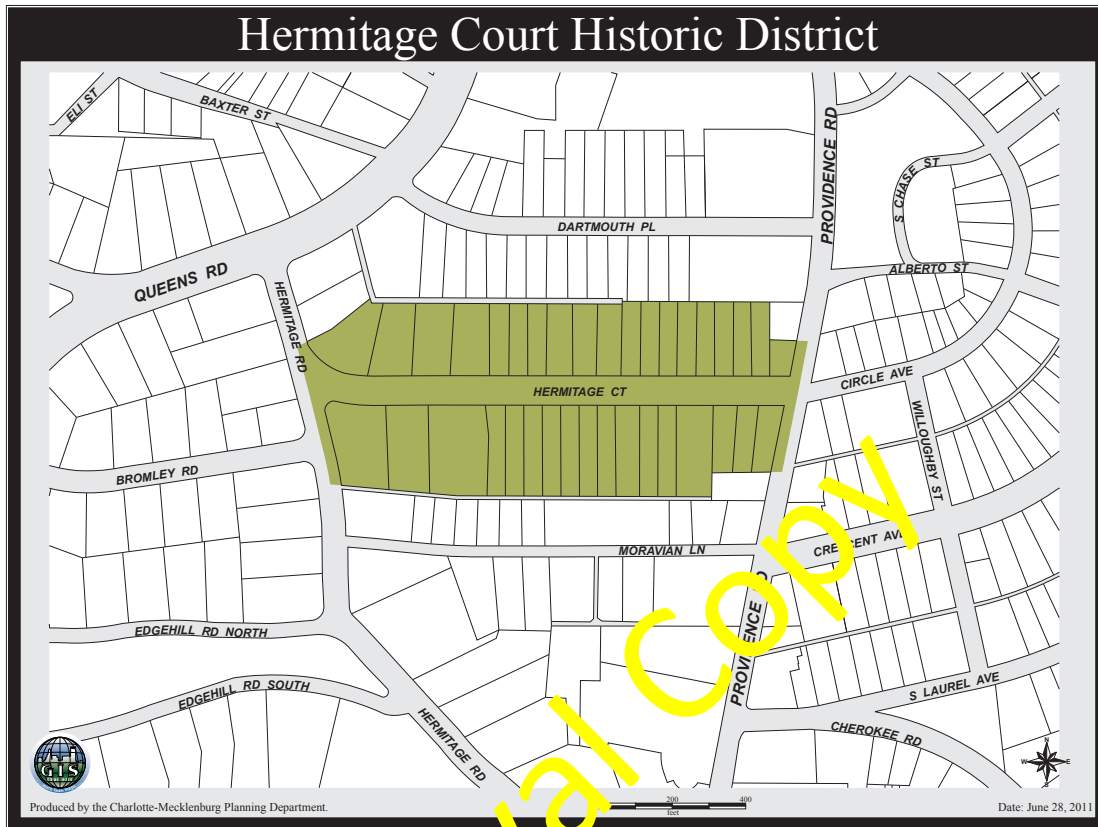 Hermitage Court Historic District
ELI ST
BAXTER ST
PROVIDENCE RD
S CHASE ST
DARTMOUTH PL
ALBERTO ST
QUEENS RD
HERMITAGE RD
HERMITAGE CT
CIRCLE AVE
WILLOUGHBY ST
BROMLEY RD
MORAVIAN LN
CRESCENT AVE
EDGEHILL RD NORTH
PROVIDENCE RD
EDGEHILL RD SOUTH
S LAUREL AVE
HERMITAGE RD
CHEROKEE RD
val Copy
N
W E
S
GIS
200 400
feet
Produced by the Charlotte-Mecklenburg Planning Department.
Date: June 28, 2011